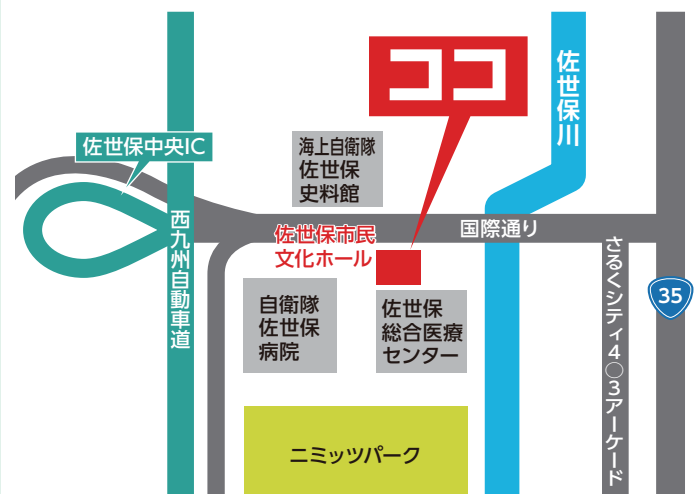 ココ
佐世保川
佐世保中央IC
海上自衛隊
佐世保
史料館
西九州自動車道
佐世保市民
文化ホール
国際通り
さるくシティ4○3アーケード
35
自衛隊
佐世保
病院
佐世保
総合医療
センター
ニミッツパーク